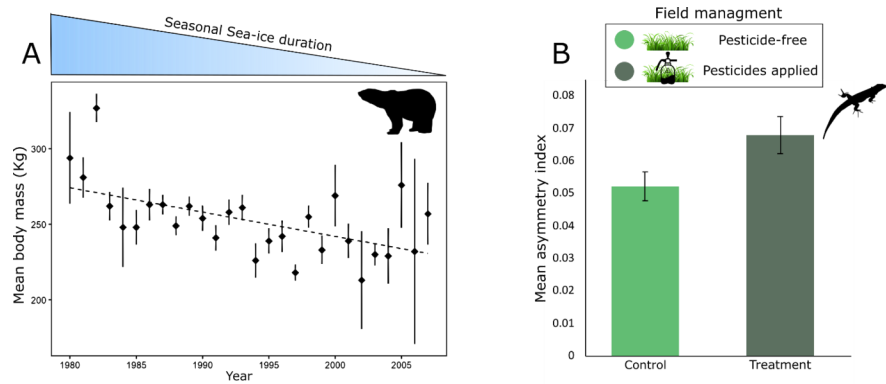 Seasonal Sea-ice duration
A
Mean body mass (Kg)
300
250
200
1980
1985
1990
1995
2000
2005
Year
B
Field managment
Pesticide-free
Pesticides applied
Mean asymmetry index
0.08
0.07
0.06
0.05
0.04
0.03
0.02
0.01
0
Control
Treatment